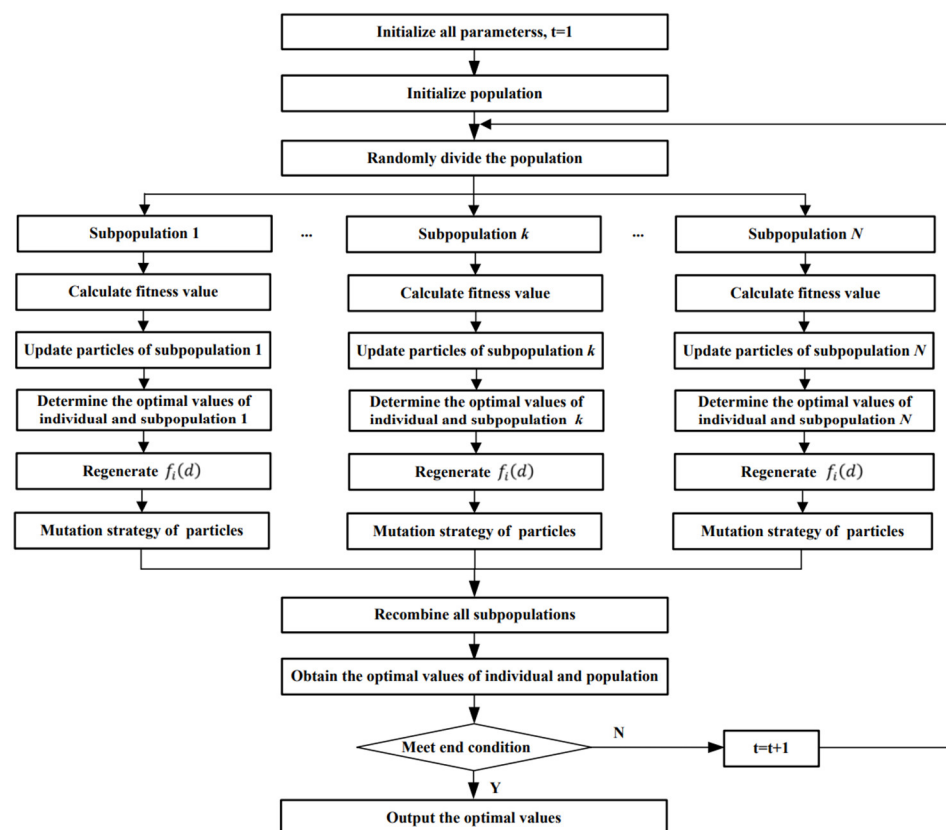 Initialize all parameterss, t=1
Initialize population
Randomly divide the population
Subpopulation 1
...
Subpopulation k
...
Subpopulation N
Calculate fitness value
Calculate fitness value
Calculate fitness value
Update particles of subpopulation 1
Update particles of subpopulation k
Update particles of subpopulation N
Determine the optimal values of
individual and subpopulation 1
Determine the optimal values of
individual and subpopulation k
Determine the optimal values of
individual and subpopulation N
Regenerate f_i(d)
Regenerate f_i(d)
Regenerate f_i(d)
Mutation strategy of particles
Mutation strategy of particles
Mutation strategy of particles
Recombine all subpopulations
Obtain the optimal values of individual and population
Meet end condition
N
t=t+1
Y
Output the optimal values